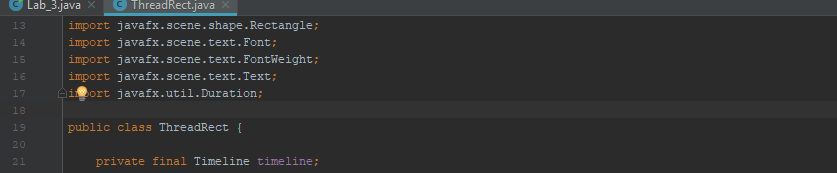 Lab_3.java × ThreadRect.java ×
13 import javafx.scene.shape.Rectangle;
14 import javafx.scene.text.Font;
15 import javafx.scene.text.FontWeight;
16 import javafx.scene.text.Text;
17 import javafx.util.Duration;
18
19 public class ThreadRect {
20
21 private final Timeline timeline;